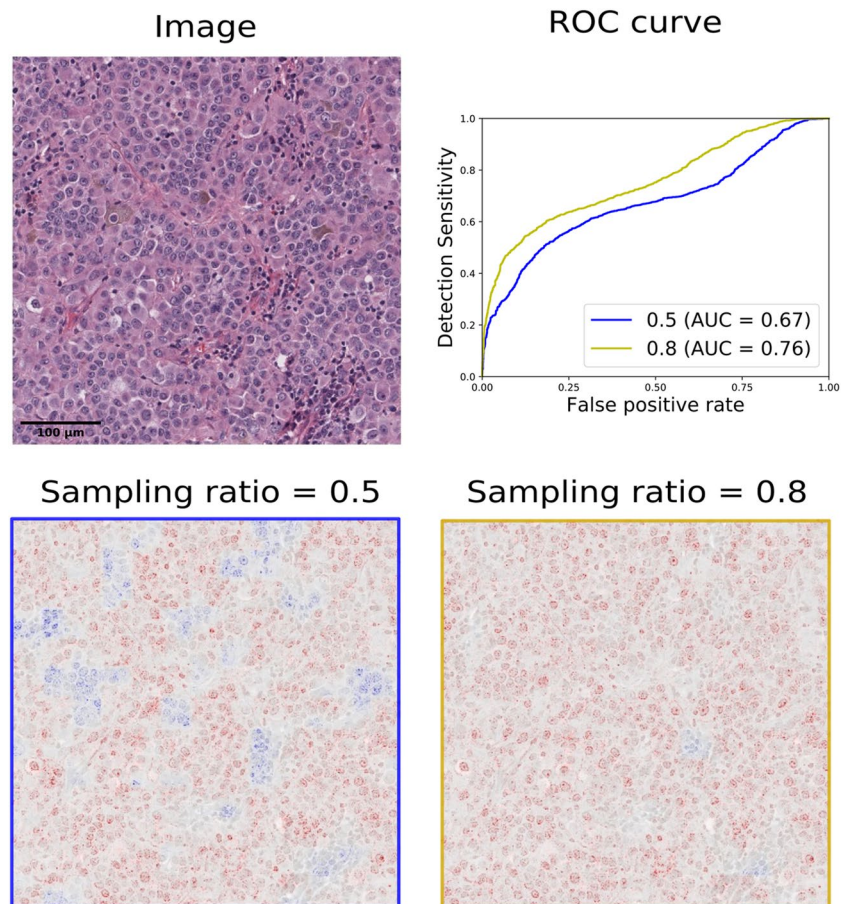 Image
ROC curve
100 µm
Detection Sensitivity
1.0
0.8
0.6
0.4
0.2
0.0
0.5 (AUC = 0.67)
0.8 (AUC = 0.76)
0.00
0.25
0.50
0.75
1.00
False positive rate
Sampling ratio = 0.5
Sampling ratio = 0.8